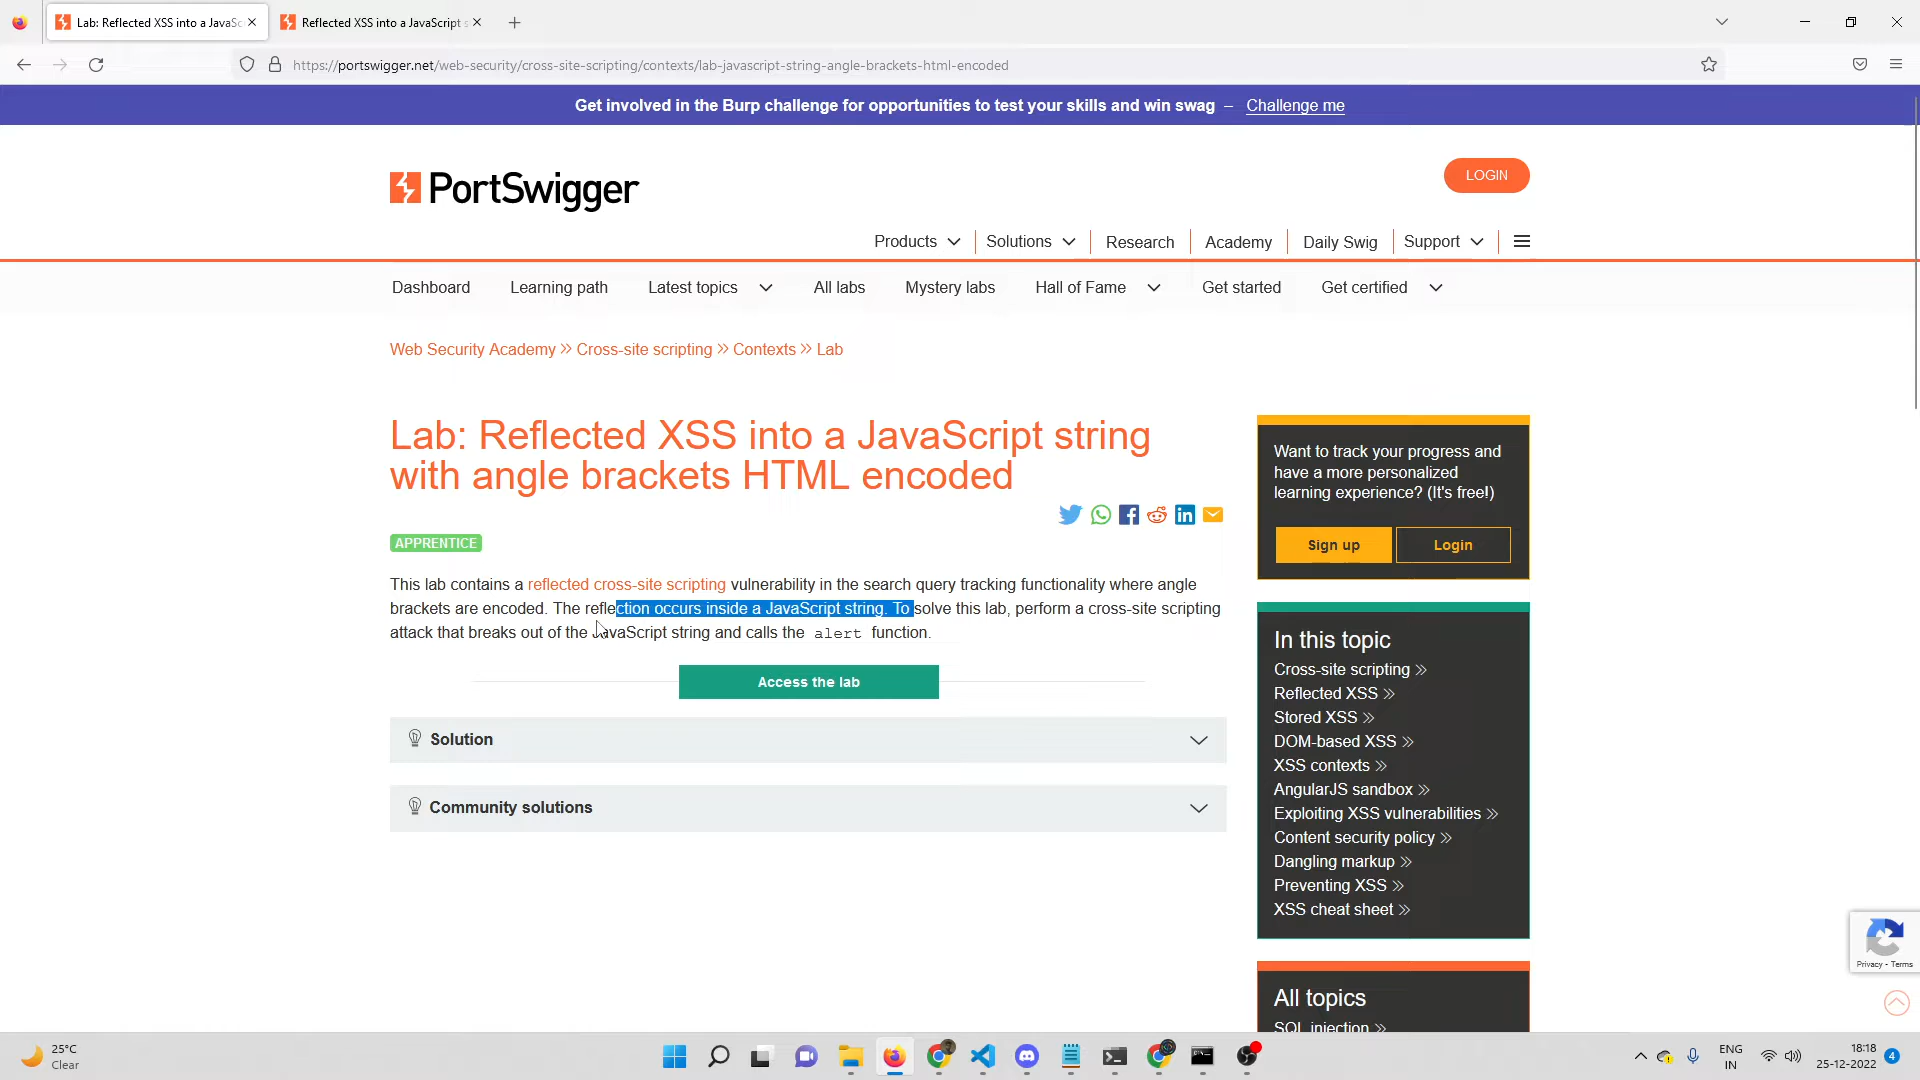 Lab: Reflected XSS into a JavaSc
Reflected XSS into a JavaScript s
https://portswigger.net/web-security/cross-site-scripting/contexts/lab-javascript-string-angle-brackets-html-encoded
Get involved in the Burp challenge for opportunities to test your skills and win swag – Challenge me
PortSwigger
LOGIN
Products
Solutions
Research
Academy
Daily Swig
Support
Dashboard
Learning path
Latest topics
All labs
Mystery labs
Hall of Fame
Get started
Get certified
Web Security Academy » Cross-site scripting » Contexts » Lab
Lab: Reflected XSS into a JavaScript string
with angle brackets HTML encoded
APPRENTICE
This lab contains a reflected cross-site scripting vulnerability in the search query tracking functionality where angle
brackets are encoded. The reflection occurs inside a JavaScript string. To solve this lab, perform a cross-site scripting
attack that breaks out of the JavaScript string and calls the alert function.
Access the lab
Solution
Community solutions
Want to track your progress and
have a more personalized
learning experience? (It's free!)
Sign up
Login
In this topic
Cross-site scripting »
Reflected XSS »
Stored XSS »
DOM-based XSS »
XSS contexts »
AngularJS sandbox »
Exploiting XSS vulnerabilities »
Content security policy »
Dangling markup »
Preventing XSS »
XSS cheat sheet »
All topics
SQL injection »
Privacy - Terms
25°C
Clear
ENG
IN
18:18
25-12-2022
4